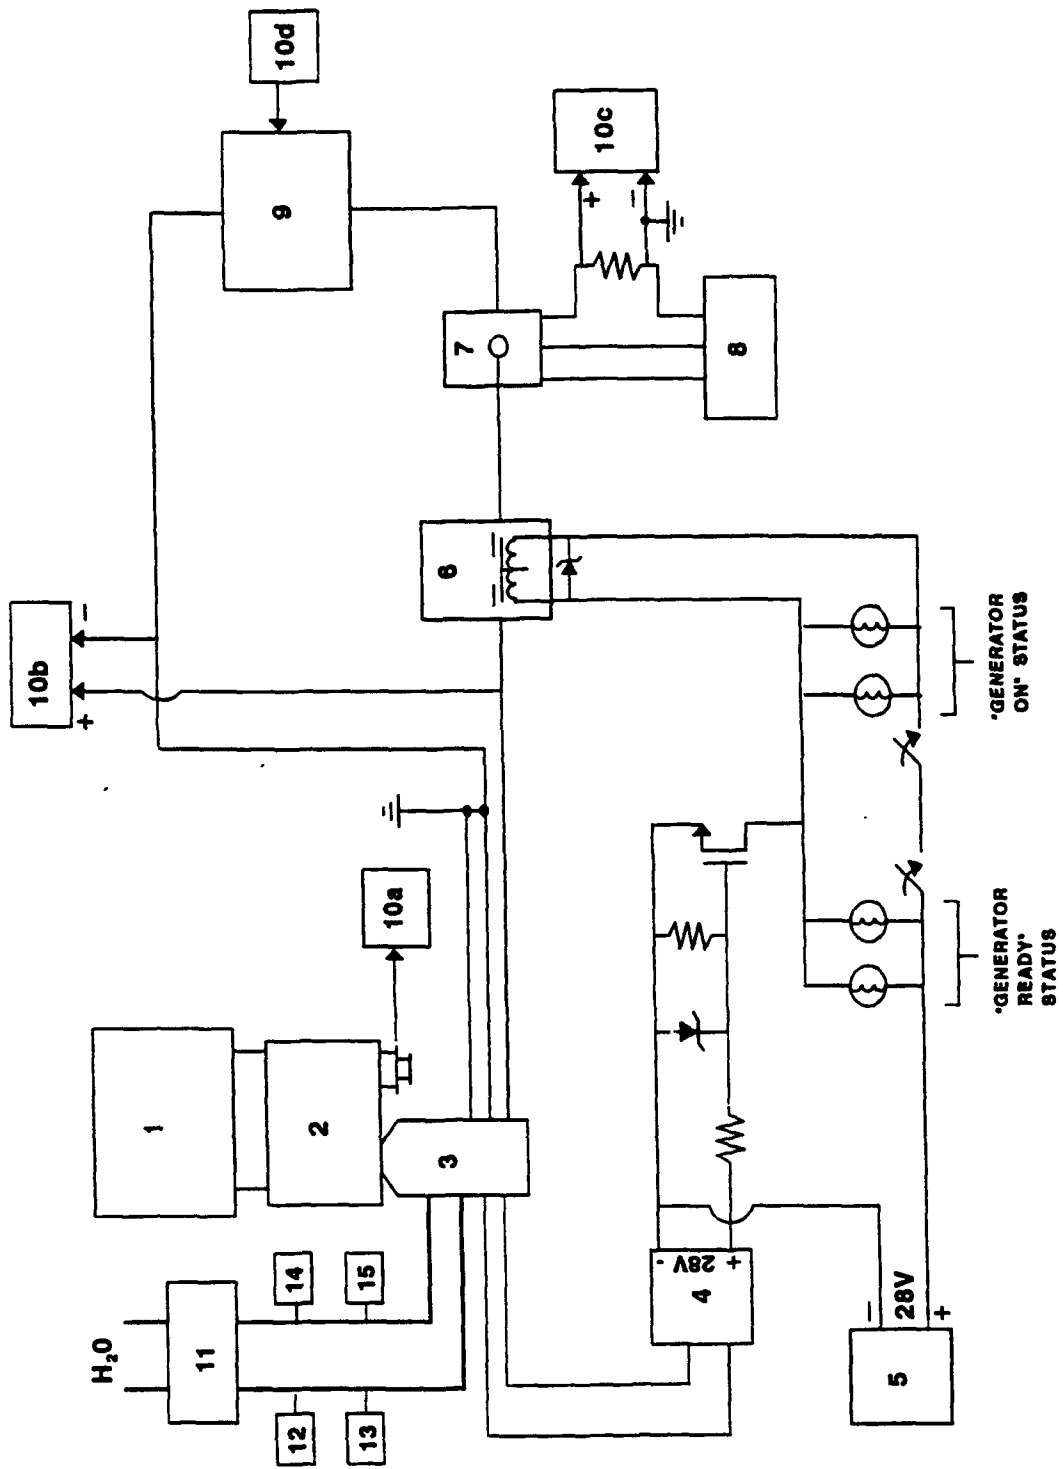 1
2
3
10a
H₂O
11
14
15
12
13
10b
+
−
10d
9
7
8
10c
+
−
6
4
- 28V +
5
− 28V +
"GENERATOR
READY"
STATUS
"GENERATOR
ON" STATUS